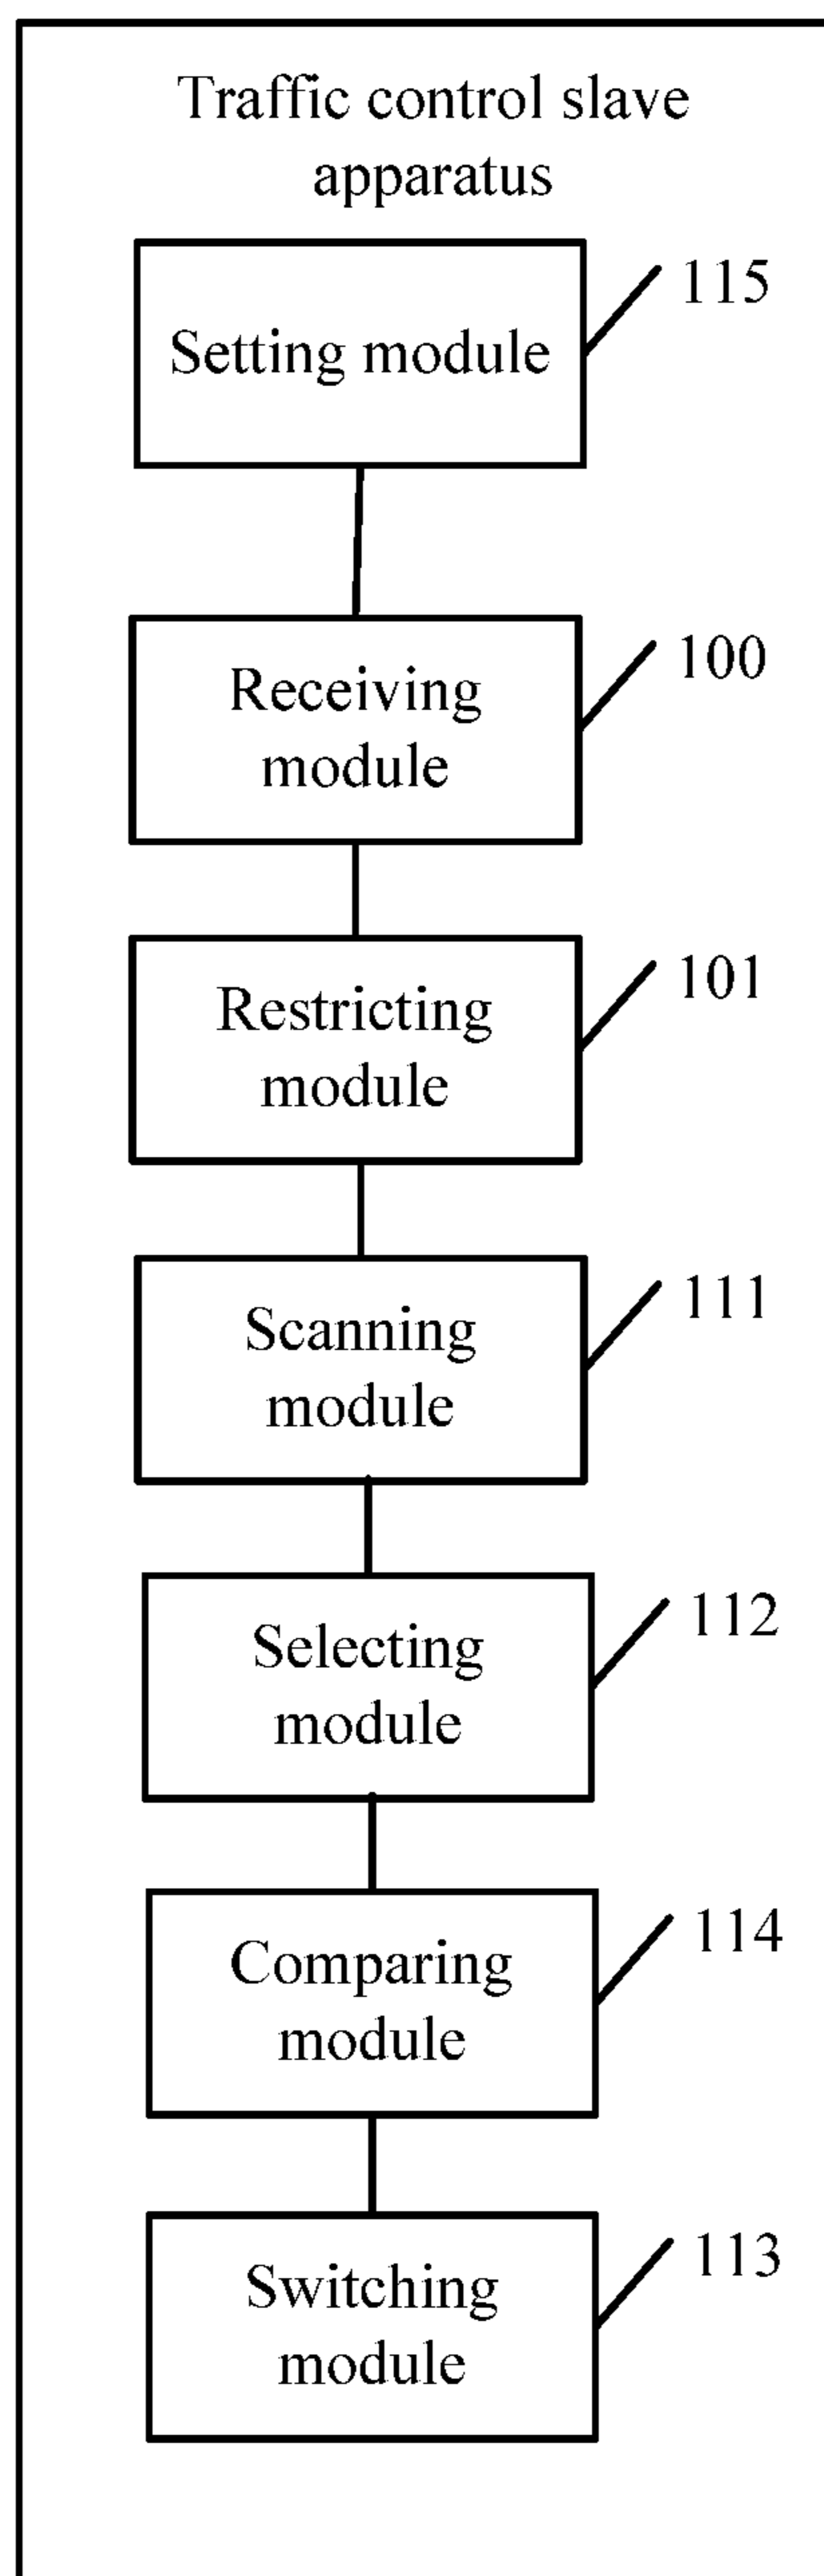 Traffic control slave
apparatus
Setting module
115
Receiving
module
100
Restricting
module
101
Scanning
module
111
Selecting
module
112
Comparing
module
114
Switching
module
113